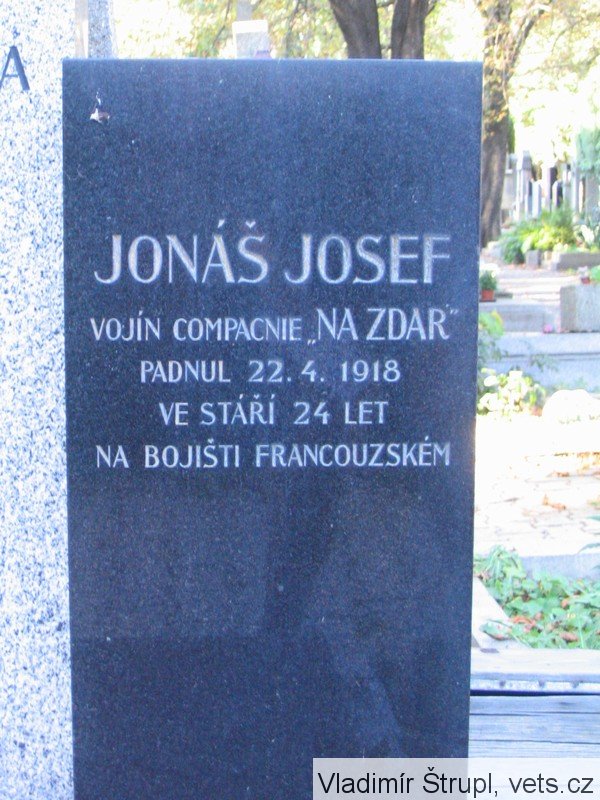 Á
JONÁŠ JOSEF
VOJÍN COMPACNIE „NA ZDAR"
PADNUL 22. 4. 1918
VE STÁŘÍ 24 LET
NA BOJIŠTI FRANCOUZSKÉM
Vladimír Štrupl, vets.cz